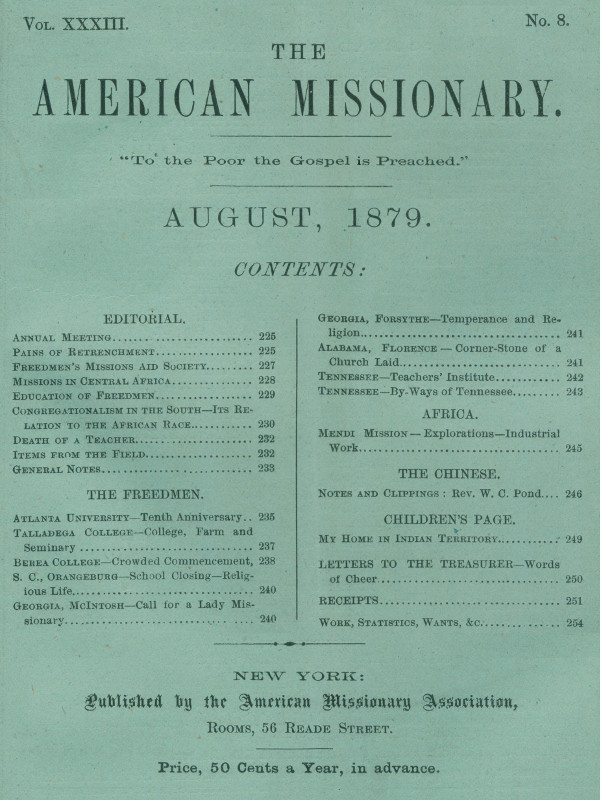 VOL. XXXIII.
No. 8.
THE
AMERICAN MISSIONARY.
"To the Poor the Gospel is Preached."
AUGUST, 1879.
CONTENTS:
EDITORIAL.
ANNUAL MEETING........................... 225
PAINS OF RETRENCHMENT................... 225
FREEDMEN'S MISSIONS AID SOCIETY........ 227
MISSIONS IN CENTRAL AFRICA............... 228
EDUCATION OF FREEDMEN................... 229
CONGREGATIONALISM IN THE SOUTH—ITS RE-
LATION TO THE AFRICAN RACE............ 230
DEATH OF A TEACHER...................... 232
ITEMS FROM THE FIELD.................... 232
GENERAL NOTES............................ 233
THE FREEDMEN.
ATLANTA UNIVERSITY—Tenth Anniversary.. 235
TALLADEGA COLLEGE—College, Farm and
Seminary ................................ 237
BEREA COLLEGE—Crowded Commencement, 238
S. C., ORANGEBURG—School Closing—Relig-
ious Life.................................. 240
GEORGIA, MCINTOSH—Call for a Lady Mis-
sionary.................................... 240
GEORGIA, FORSYTHE—Temperance and Re-
ligion....................................... 241
ALABAMA, FLORENCE—Corner-Stone of a
Church Laid............................... 241
TENNESSEE—Teachers' Institute............. 242
TENNESSEE—By-Ways of Tennessee.......... 243
AFRICA.
MENDI MISSION—Explorations—Industrial
Work....................................... 245
THE CHINESE.
NOTES AND CLIPPINGS: Rev. W. C. Pond.... 246
CHILDREN'S PAGE.
MY HOME IN INDIAN TERRITORY............ 249
LETTERS TO THE TREASURER—Words
of Cheer................................... 250
RECEIPTS.................................... 251
WORK, STATISTICS, WANTS, &c............... 254
NEW YORK:
Published by the American Missionary Association,
ROOMS, 56 READE STREET.
Price, 50 Cents a Year, in advance.